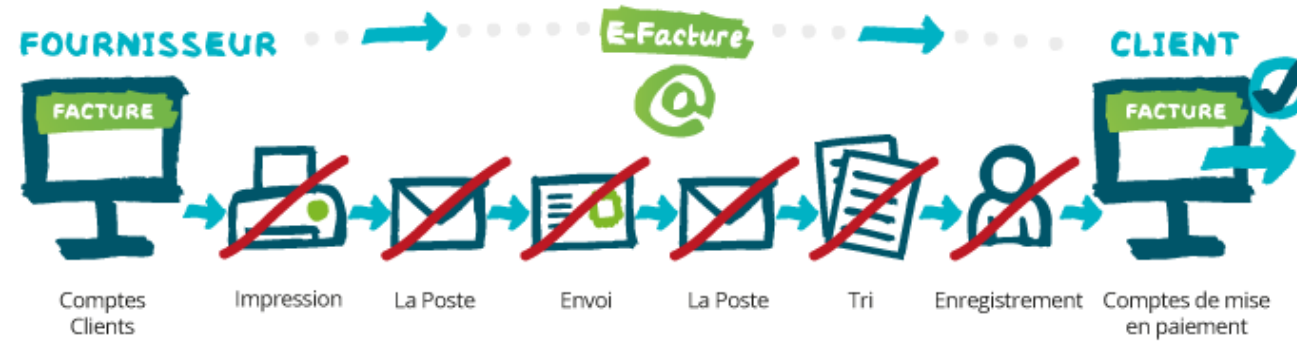 E-Facture
FOURNISSEUR
CLIENT
FACTURE
FACTURE
@
Comptes
Clients
Impression
La Poste
Envoi
La Poste
Tri
Enregistrement
Comptes de mise
en paiement